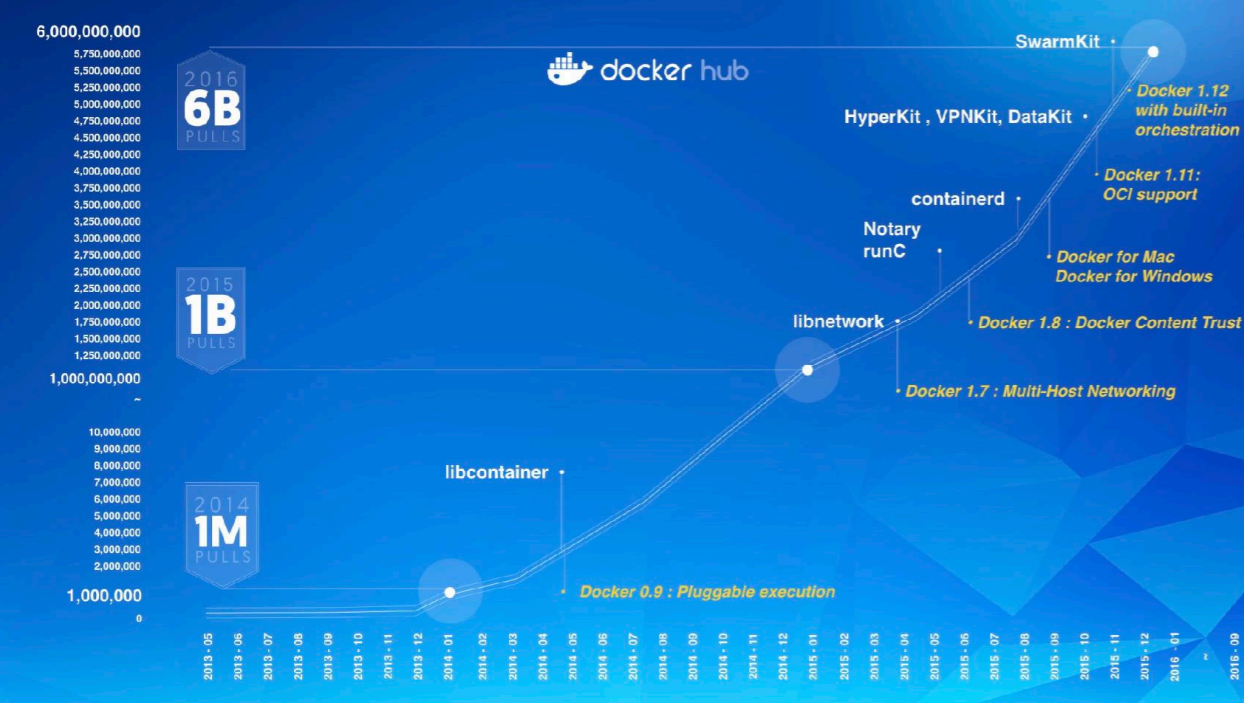 6,000,000,000
5,750,000,000
5,500,000,000
5,250,000,000
5,000,000,000
4,750,000,000
4,500,000,000
4,250,000,000
4,000,000,000
3,750,000,000
3,500,000,000
3,250,000,000
3,000,000,000
2,750,000,000
2,500,000,000
2,250,000,000
2,000,000,000
1,750,000,000
1,500,000,000
1,250,000,000
1,000,000,000
~
10,000,000
9,000,000
8,000,000
7,000,000
6,000,000
5,000,000
4,000,000
3,000,000
2,000,000
1,000,000
0
2016
6B
PULLS
2015
1B
PULLS
2014
1M
PULLS
docker hub
SwarmKit
Docker 1.12
with built-in
orchestration
HyperKit , VPNKit, DataKit
Docker 1.11:
OCI support
containerd
Notary
runC
Docker for Mac
Docker for Windows
libnetwork
Docker 1.8 : Docker Content Trust
Docker 1.7 : Multi-Host Networking
libcontainer
Docker 0.9 : Pluggable execution
2013 - 05
2013 - 06
2013 - 07
2013 - 08
2013 - 09
2013 - 10
2013 - 11
2013 - 12
2014 - 01
2014 - 02
2014 - 03
2014 - 04
2014 - 05
2014 - 06
2014 - 07
2014 - 08
2014 - 09
2014 - 10
2014 - 11
2014 - 12
2015 - 01
2015 - 02
2015 - 03
2015 - 04
2015 - 05
2015 - 06
2015 - 07
2015 - 08
2015 - 09
2015 - 10
2015 - 11
2015 - 12
2016 - 01
~
2016 - 09